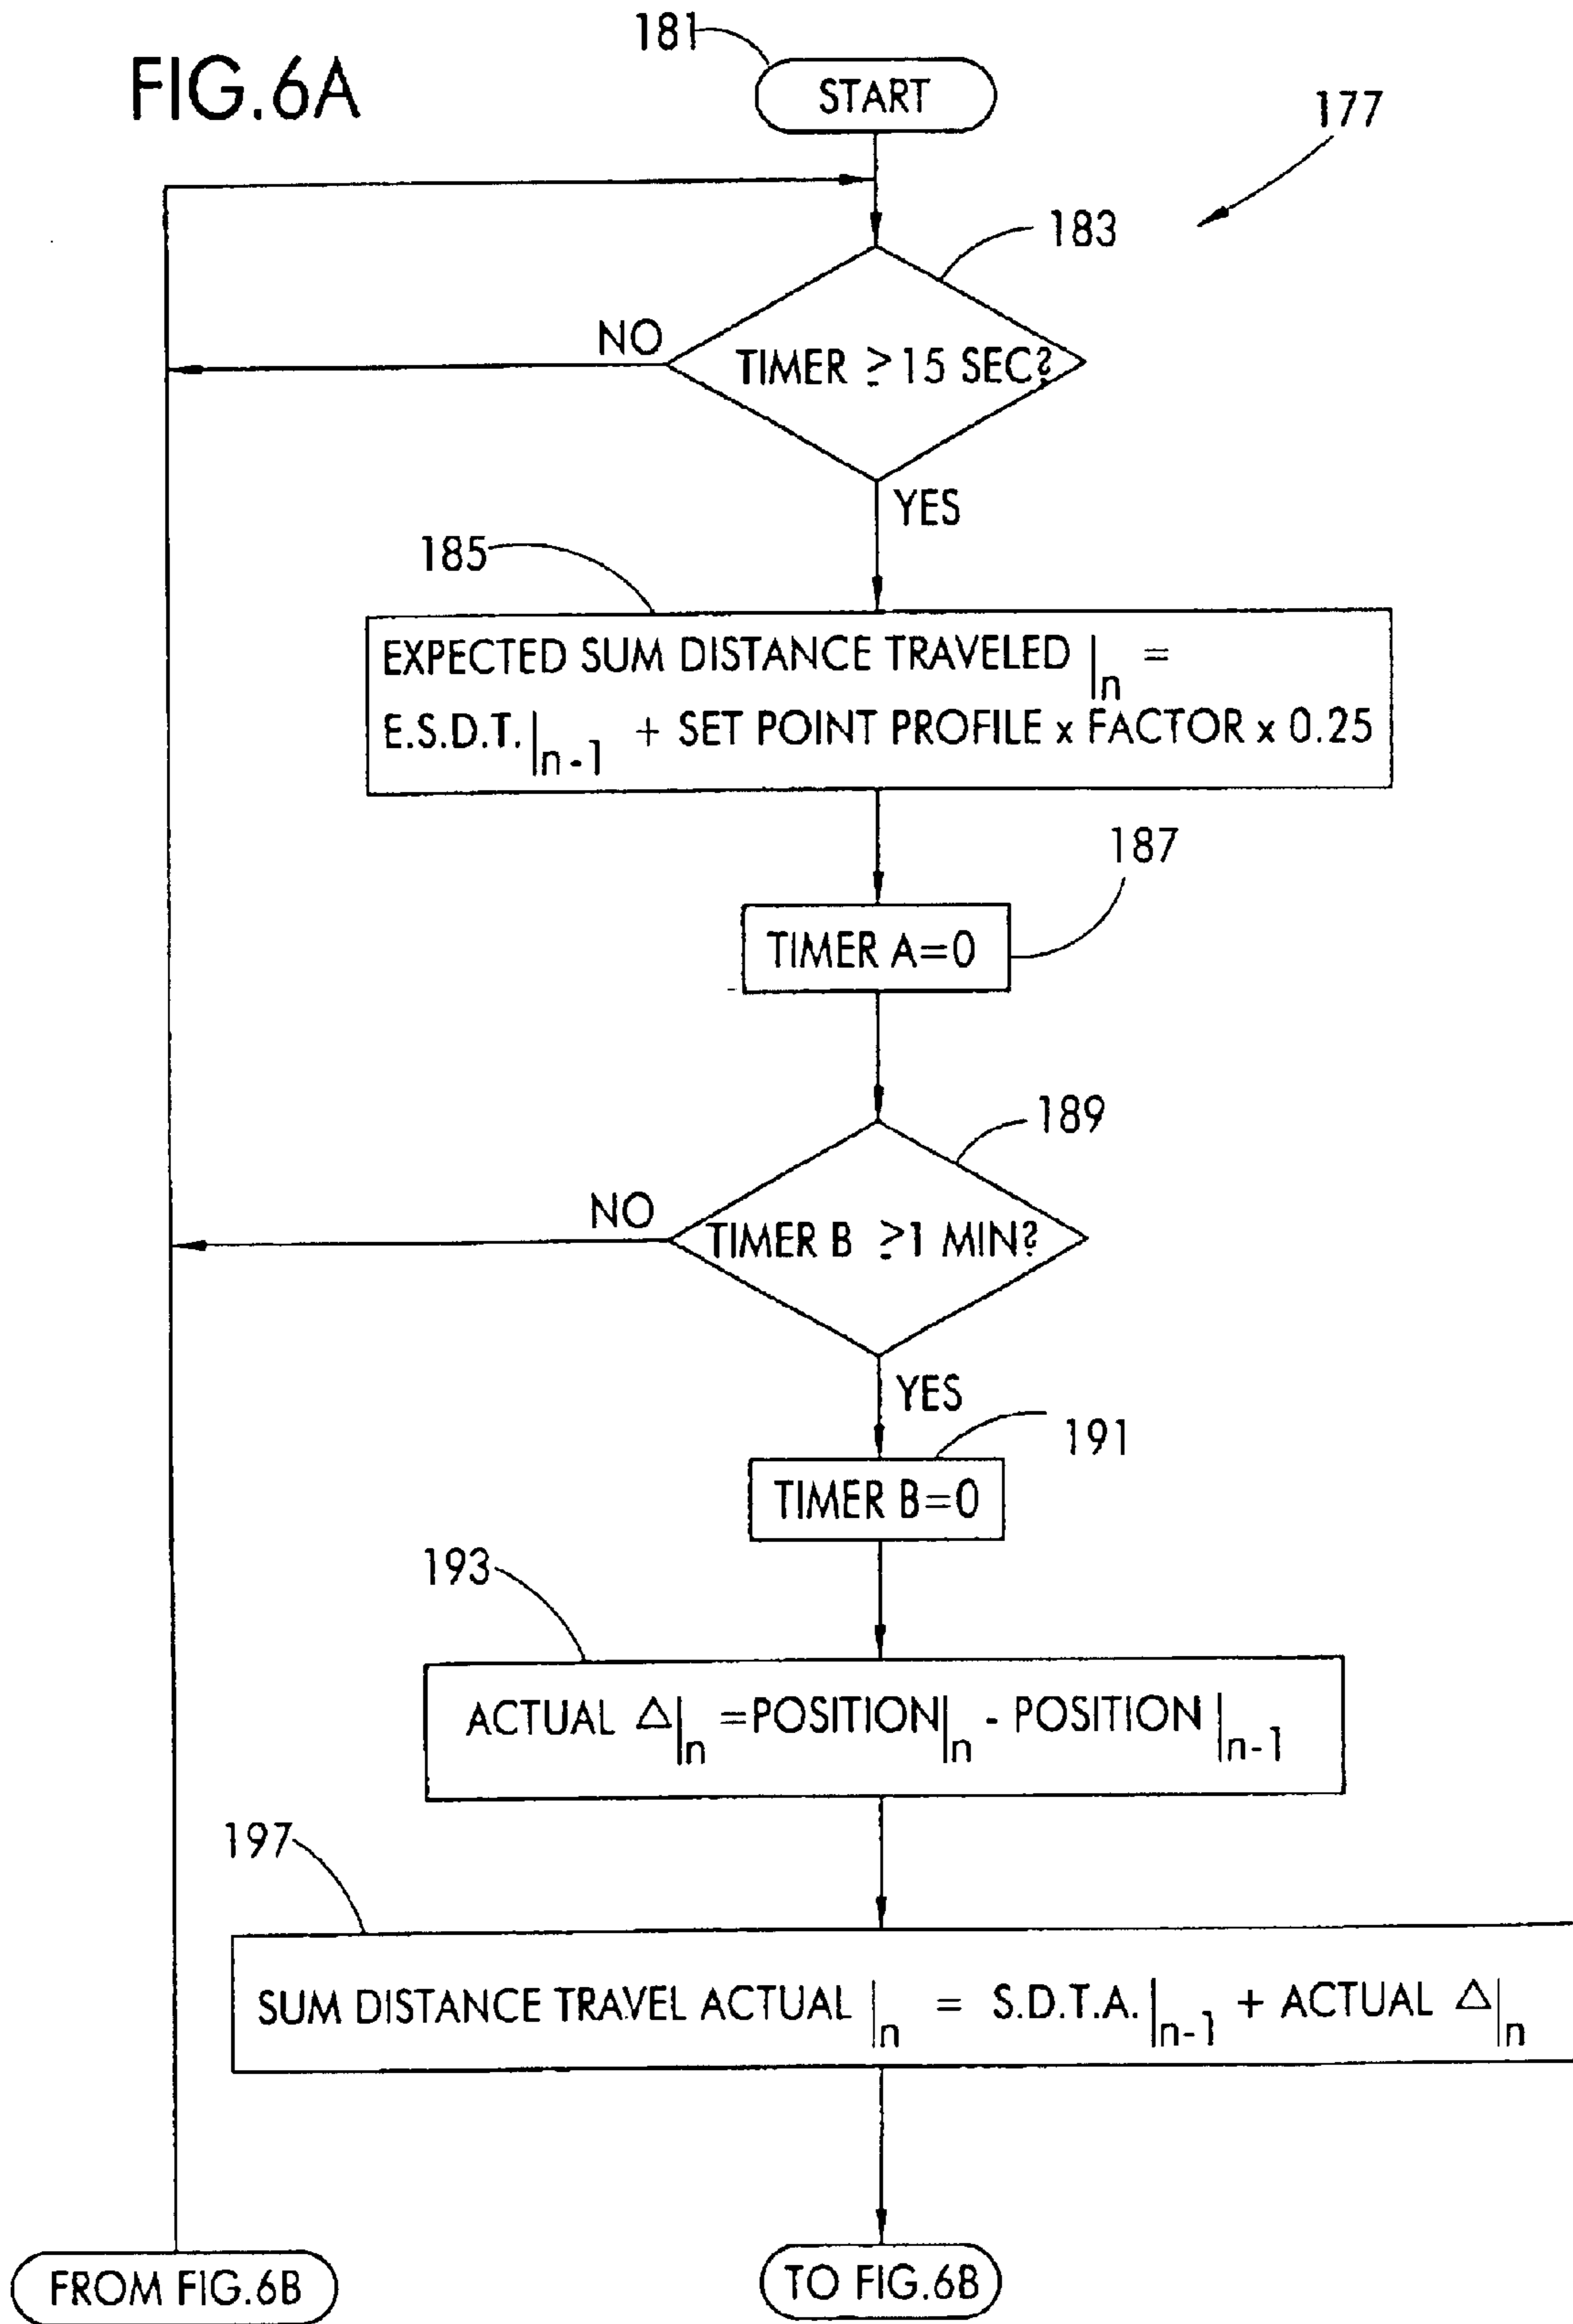 FIG.6A
181
START
177
183
NO
TIMER ≥ 15 SEC?
YES
185
EXPECTED SUM DISTANCE TRAVELED |n =
E.S.D.T.|n-1 + SET POINT PROFILE x FACTOR x 0.25
187
TIMER A=0
189
NO
TIMER B ≥1 MIN?
YES
191
TIMER B=0
193
ACTUAL Δ|n =POSITION|n - POSITION |n-1
197
SUM DISTANCE TRAVEL ACTUAL |n = S.D.T.A.|n-1 + ACTUAL Δ|n
FROM FIG.6B
TO FIG.6B